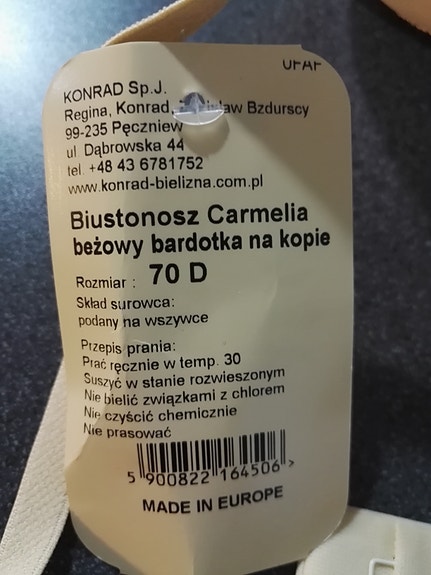 KONRAD Sp.J.
Regina, Konrad, Bzdurscy
99-235 Pęczniew
ul Dąbrowska 44
tel. +48 43 6781752
www.konrad-bielizna.com.pl
Biustonosz Carmelia
beżowy bardotka na kopie
Rozmiar : 70 D
Skład surowca:
podany na wszywce
Przepis prania:
Prać ręcznie w temp. 30
Suszyć w stanie rozwieszonym
Nie bielić związkami z chlorem
Nie czyścić chemicznie
Nie prasować
5 900822 164506 >
MADE IN EUROPE